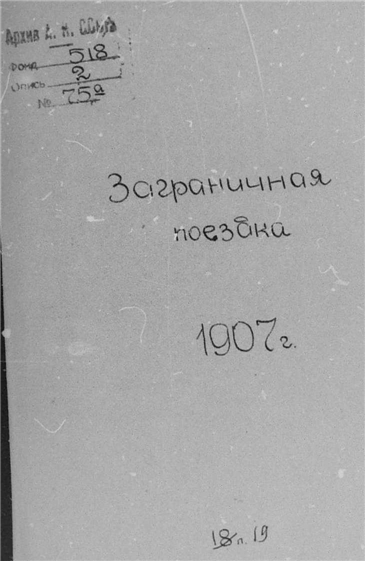 Архив А. Н. СССР
Фонд 518
Опись 2
№ 75а
Заграничная
поездка
1907 г.
18 л. 19